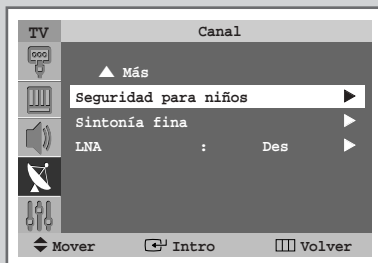 TV Canal
Más
Seguridad para niños
Sintonía fina
LNA : Des
Mover Intro Volver